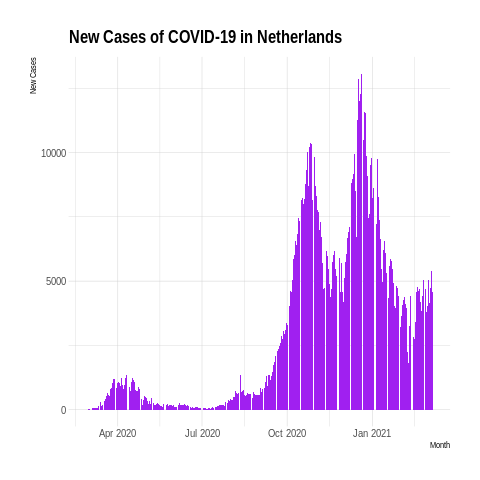 New Cases of COVID-19 in Netherlands
New Cases
10000
5000
0
Apr 2020
Jul 2020
Oct 2020
Jan 2021
Month